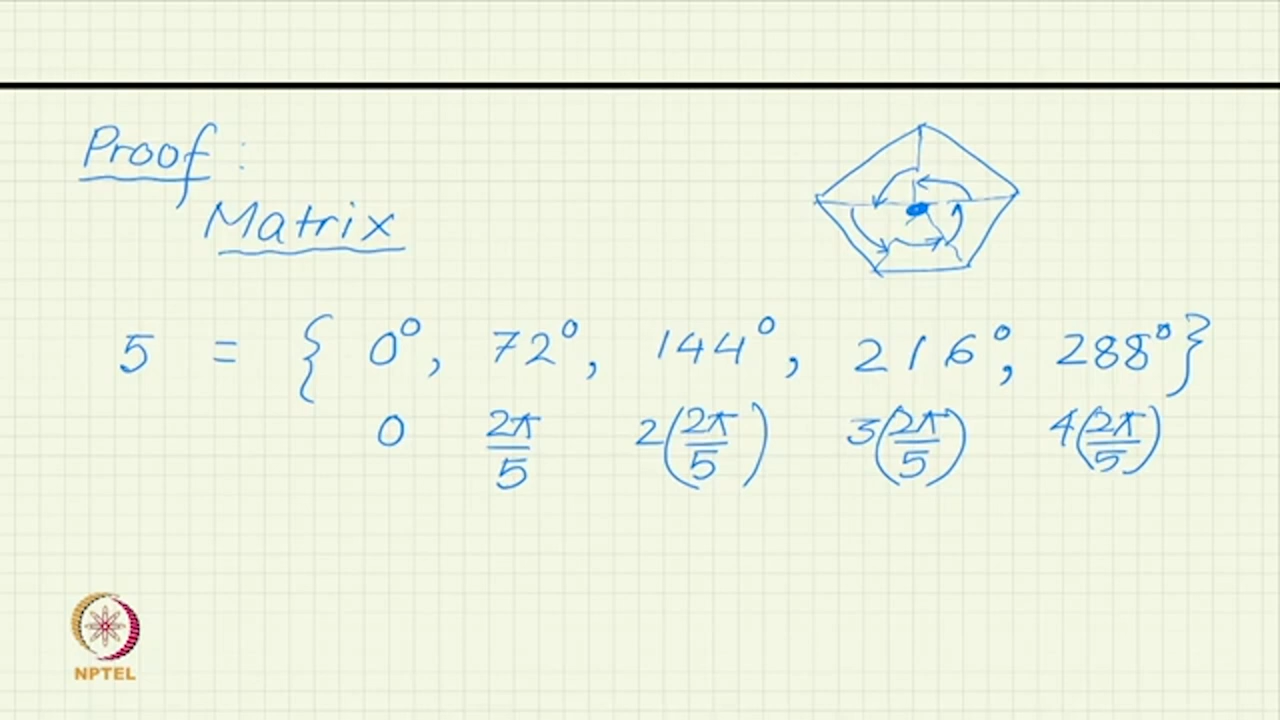 Proof :
Matrix
5 = { 0°, 72°, 144°, 216°, 288° }
0 2π/5 2(2π/5) 3(2π/5) 4(2π/5)
NPTEL